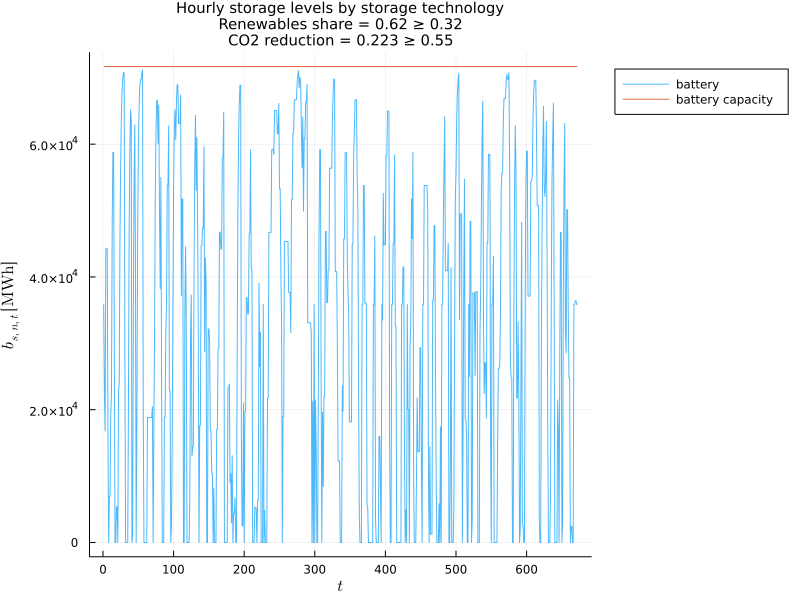 Hourly storage levels by storage technology
Renewables share = 0.62 ≥ 0.32
CO2 reduction = 0.223 ≥ 0.55
battery
battery capacity
6.0×10⁴
4.0×10⁴
2.0×10⁴
0
b_{s, n, t} [MWh]
0 100 200 300 400 500 600
t